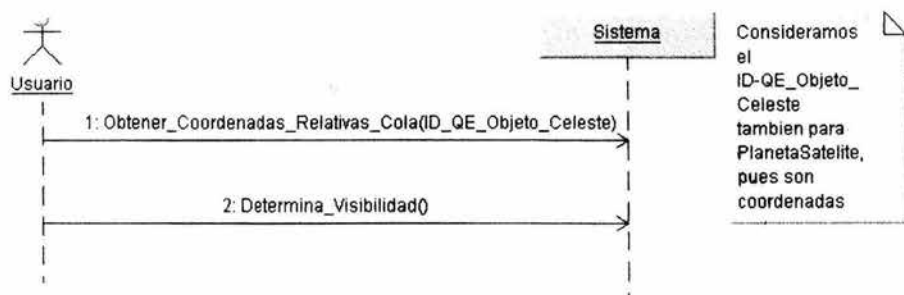 Usuario
Sistema
1: Obtener_Coordenadas_Relativas_Cola(ID_QE_Objeto_Celeste)
2: Determina_Visibilidad()
Consideramos
el
ID-QE_Objeto_
Celeste
tambien para
PlanetaSatelite,
pues son
coordenadas